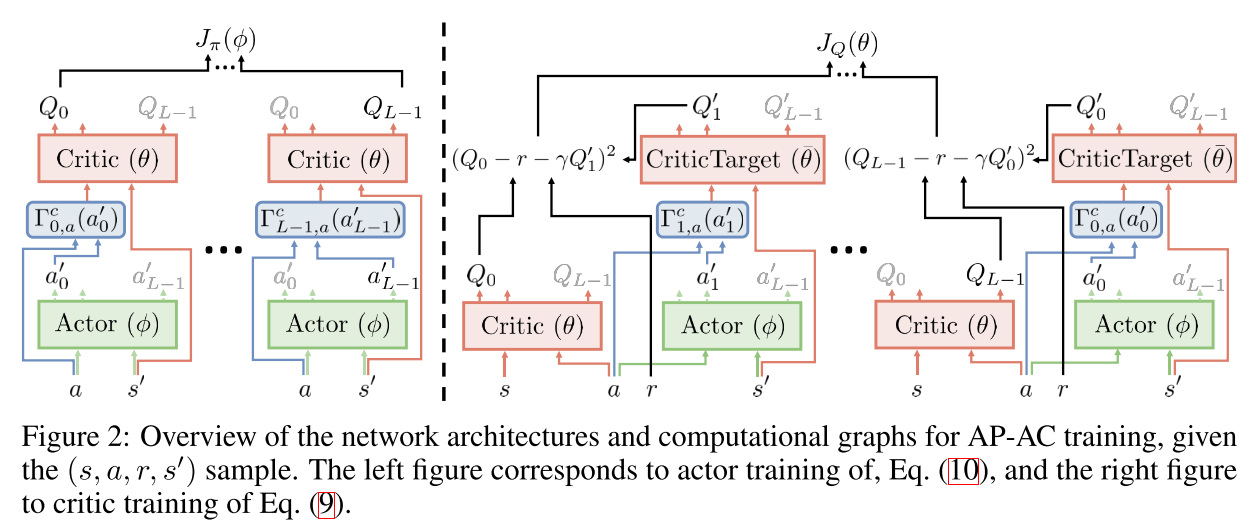 J_π(ϕ)
Q_0 Q_{L−1} Q_0 Q_{L−1}
Critic (θ) Critic (θ)
Γ^c_{0,a}(a′_0) ... Γ^c_{L−1,a}(a′_{L−1})
a′_0 a′_{L−1} a′_0 a′_{L−1}
Actor (ϕ) Actor (ϕ)
a s′ a s′
J_Q(θ)
Q′_1 Q′_{L−1} Q′_0 Q′_{L−1}
(Q_0 − r − γQ′_1)^2 CriticTarget (θ̄) (Q_{L−1} − r − γQ′_0)^2 CriticTarget (θ̄)
Γ^c_{1,a}(a′_1) ... Γ^c_{0,a}(a′_0)
Q_0 Q_{L−1} a′_1 a′_{L−1} Q_0 Q_{L−1} a′_0 a′_{L−1}
Critic (θ) Actor (ϕ) Critic (θ) Actor (ϕ)
s a r s′ s a r s′
Figure 2: Overview of the network architectures and computational graphs for AP-AC training, given
the (s, a, r, s′) sample. The left figure corresponds to actor training of, Eq. (10), and the right figure
to critic training of Eq. (9).